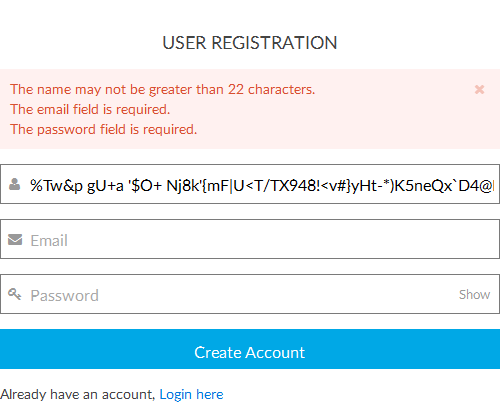 USER REGISTRATION
The name may not be greater than 22 characters.
The email field is required.
The password field is required.
%Tw&p gU+a '$O+ Nj8k'{mF|U<T/TX948!<v#}yHt-*)K5neQx`D4@
Email
Password Show
Create Account
Already have an account, Login here